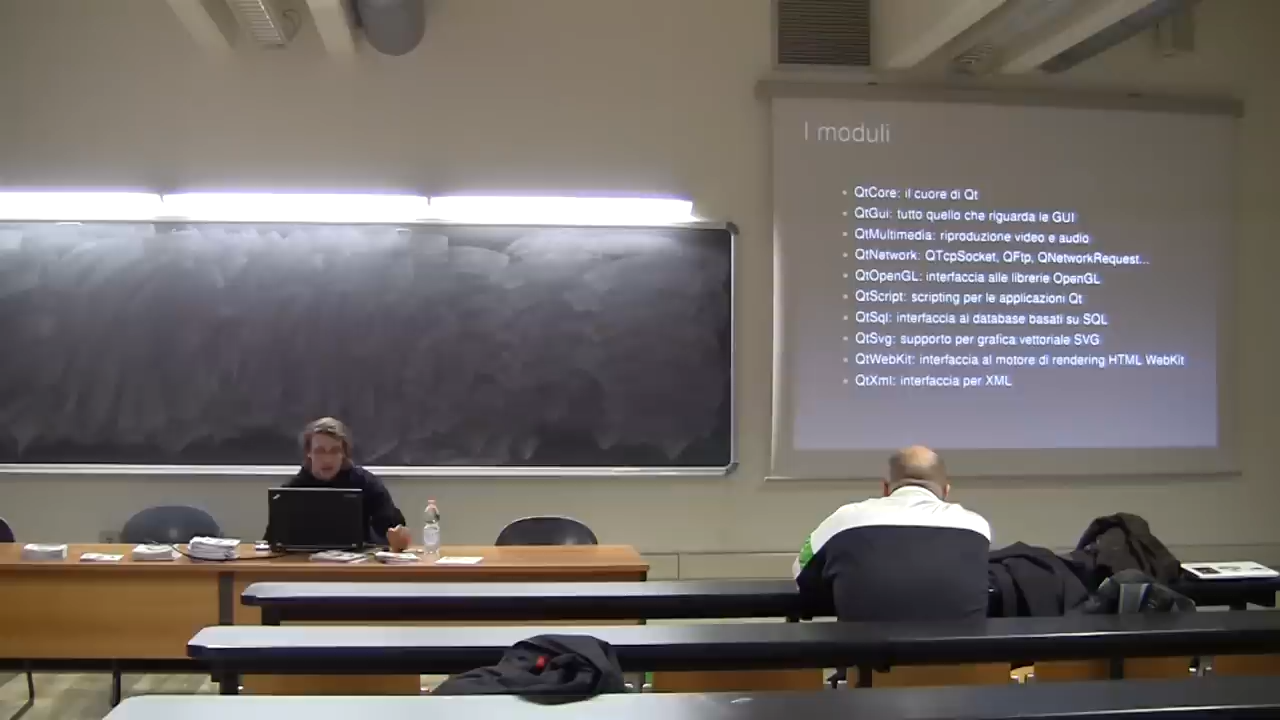 I moduli
QtCore: il cuore di Qt
QtGui: tutto quello che riguarda le GUI
QtMultimedia: riproduzione video e audio
QtNetwork: QTcpSocket, QFtp, QNetworkRequest...
QtOpenGL: interfaccia alle librerie OpenGL
QtScript: scripting per le applicazioni Qt
QtSql: interfaccia ai database basati su SQL
QtSvg: supporto per grafica vettoriale SVG
QtWebKit: interfaccia al motore di rendering HTML WebKit
QtXml: interfaccia per XML